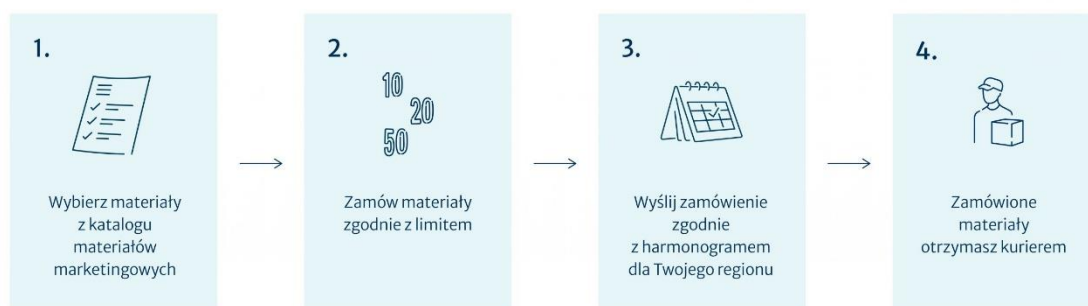 1.
Wybierz materiały
z katalogu
materiałów
marketingowych
2.
10
20
50
Zamów materiały
zgodnie z limitem
3.
Wyślij zamówienie
zgodnie
z harmonogramem
dla Twojego regionu
4.
Zamówione
materiały
otrzymasz kurierem